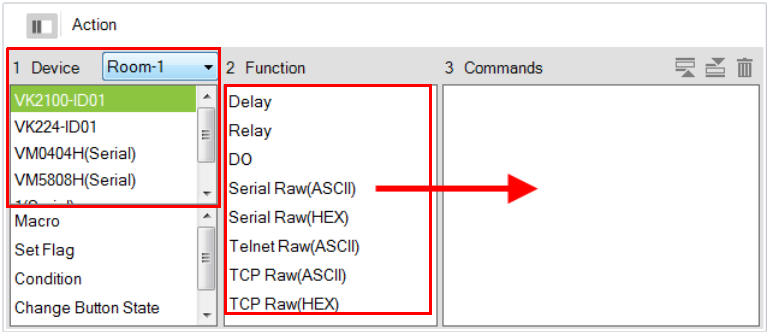 Action
1 Device Room-1 2 Function 3 Commands
VK2100-ID01
VK224-ID01
VM0404H(Serial)
VM5808H(Serial)
Macro
Set Flag
Condition
Change Button State
Delay
Relay
DO
Serial Raw(ASCII)
Serial Raw(HEX)
Telnet Raw(ASCII)
TCP Raw(ASCII)
TCP Raw(HEX)